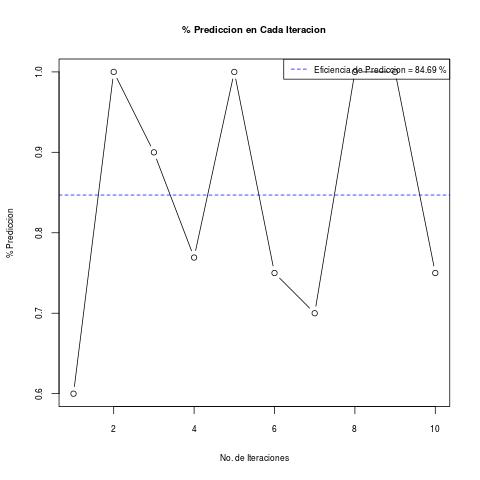 % Prediccion en Cada Iteracion
Eficiencia de Prediccion = 84.69 %
% Prediccion
1.0
0.9
0.8
0.7
0.6
2 4 6 8 10
No. de Iteraciones